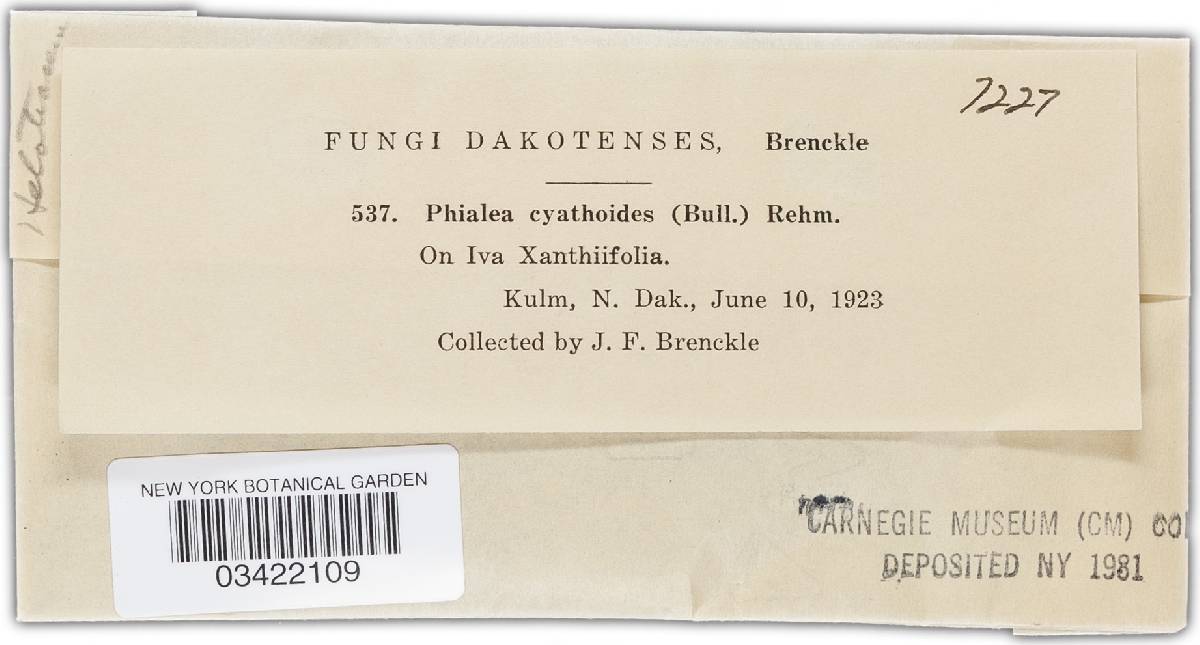 Helotium
7227
FUNGI DAKOTENSES, Brenckle
537. Phialea cyathoides (Bull.) Rehm.
On Iva Xanthiifolia.
Kulm, N. Dak., June 10, 1923
Collected by J. F. Brenckle
NEW YORK BOTANICAL GARDEN
03422109
CARNEGIE MUSEUM (CM)
DEPOSITED NY 1981